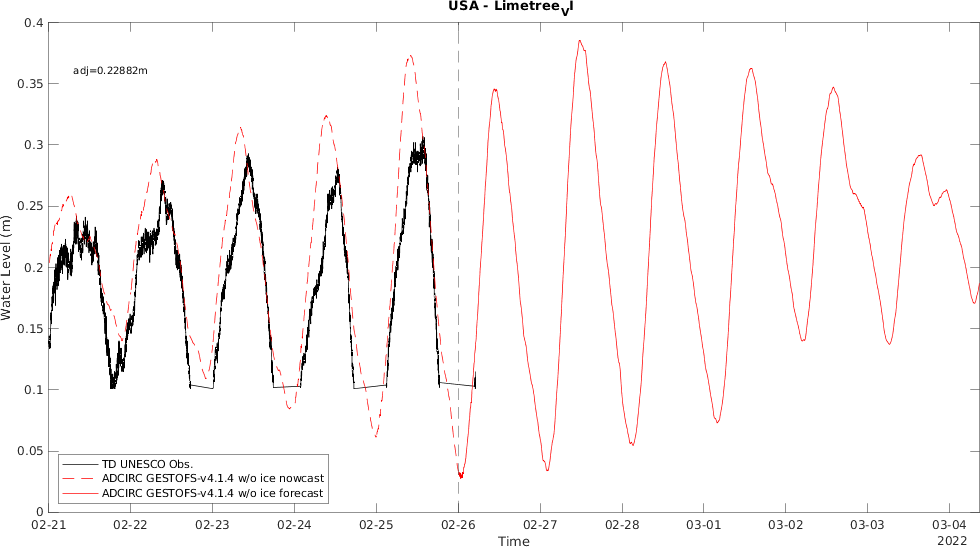 USA - LimetreeVI
adj=0.22882m
Water Level (m)
0.4
0.35
0.3
0.25
0.2
0.15
0.1
0.05
0
TD UNESCO Obs.
ADCIRC GESTOFS-v4.1.4 w/o ice nowcast
ADCIRC GESTOFS-v4.1.4 w/o ice forecast
02-21 02-22 02-23 02-24 02-25 02-26 02-27 02-28 03-01 03-02 03-03 03-04
2022
Time